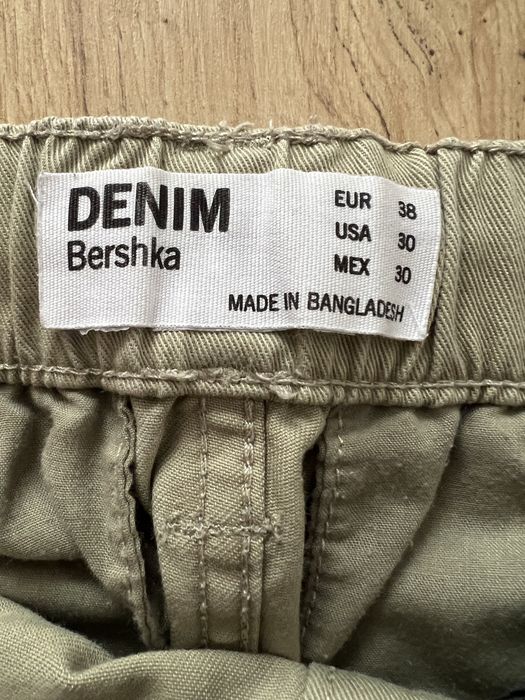 DENIM
Bershka
EUR 38
USA 30
MEX 30
MADE IN BANGLADESH